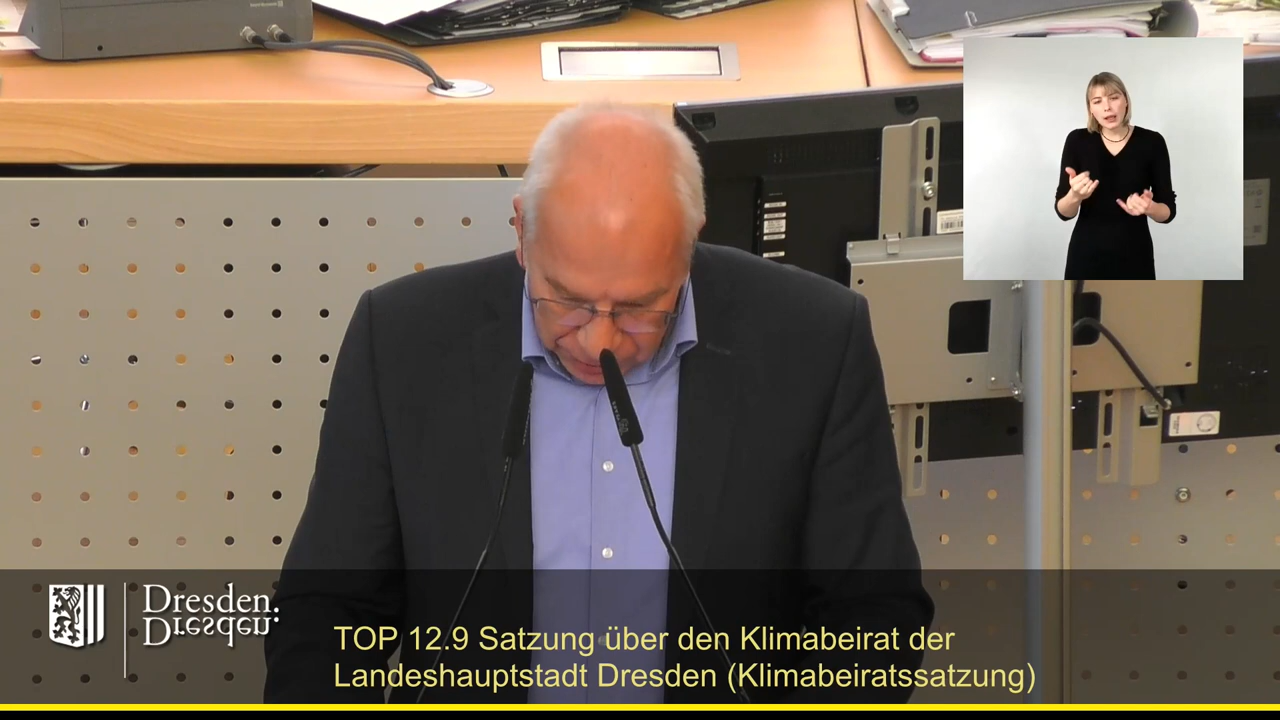 Dresden.
Dresden.
TOP 12.9 Satzung über den Klimabeirat der
Landeshauptstadt Dresden (Klimabeiratssatzung)